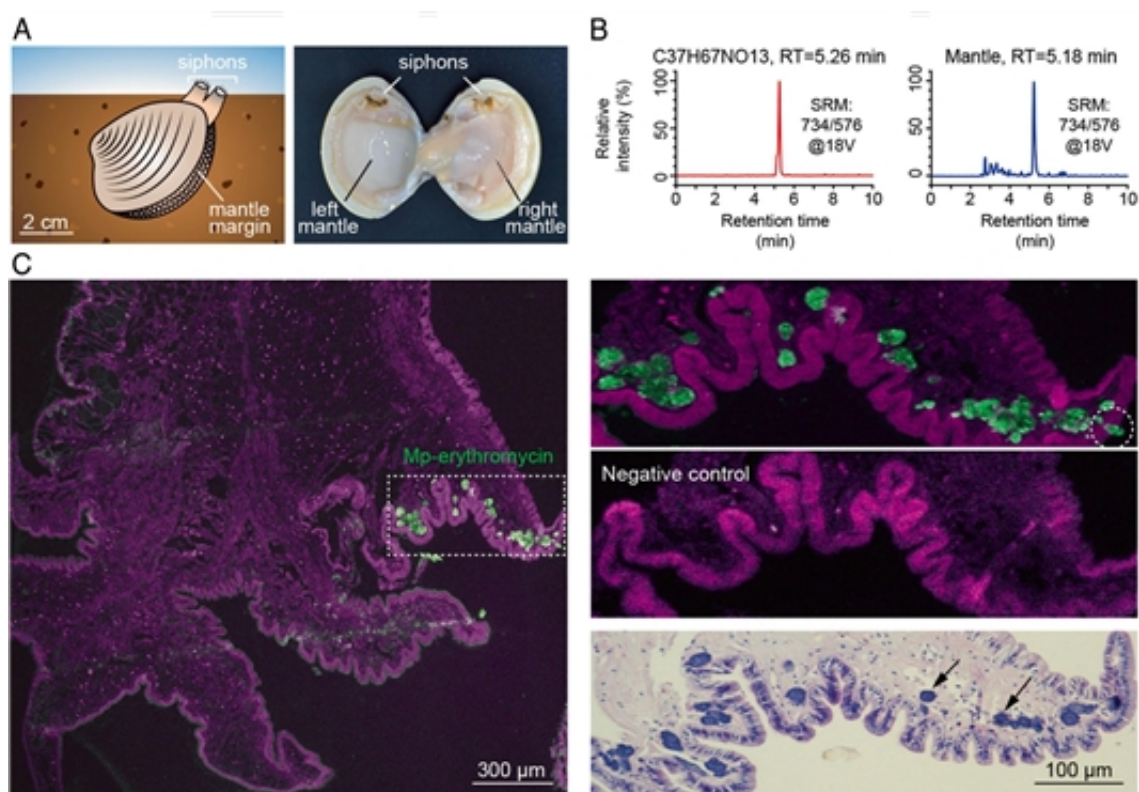 A
siphons
mantle
margin
2 cm
siphons
left
mantle
right
mantle
B
C37H67NO13, RT=5.26 min
Relative
intensity (%)
100
50
0
SRM:
734/576
@18V
0 2 4 6 8 10
Retention time
(min)
Mantle, RT=5.18 min
100
50
0
SRM:
734/576
@18V
0 2 4 6 8 10
Retention time
(min)
C
Mp-erythromycin
300 µm
Negative control
100 µm